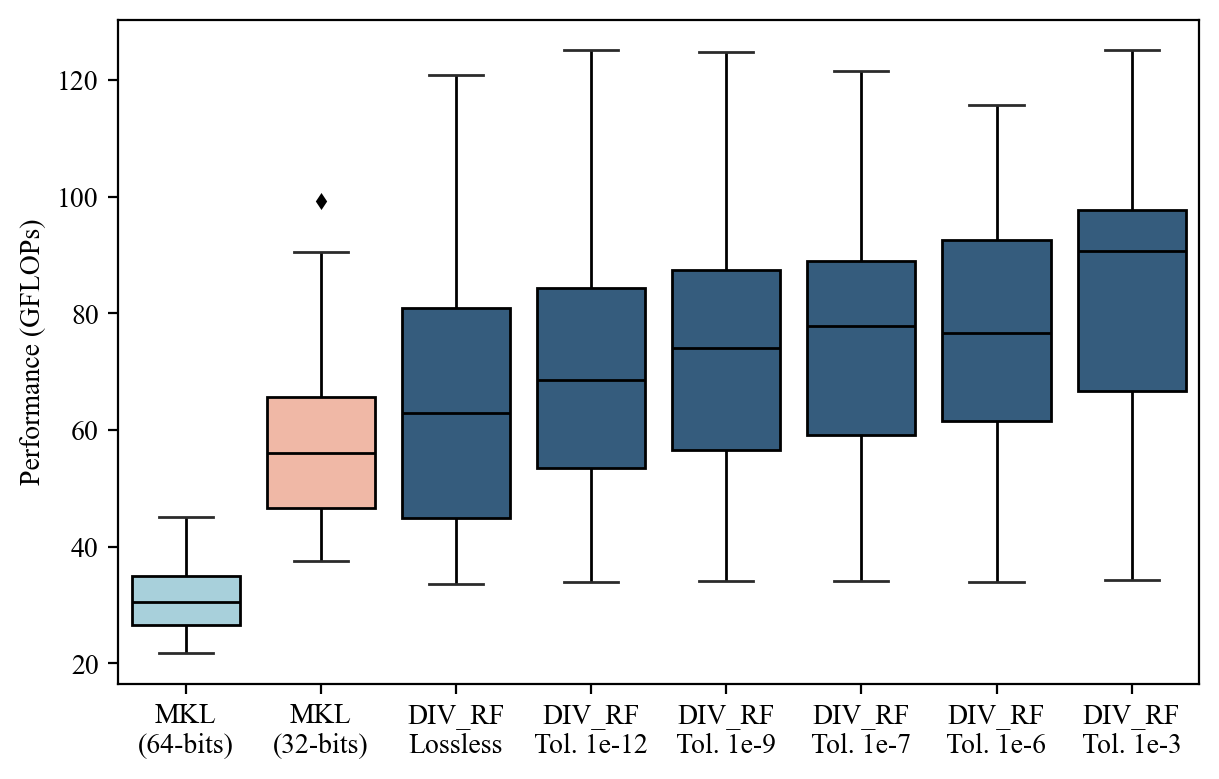 Performance (GFLOPs)
120
100
80
60
40
20
MKL
(64-bits)
MKL
(32-bits)
DIV_RF
Lossless
DIV_RF
Tol. 1e-12
DIV_RF
Tol. 1e-9
DIV_RF
Tol. 1e-7
DIV_RF
Tol. 1e-6
DIV_RF
Tol. 1e-3